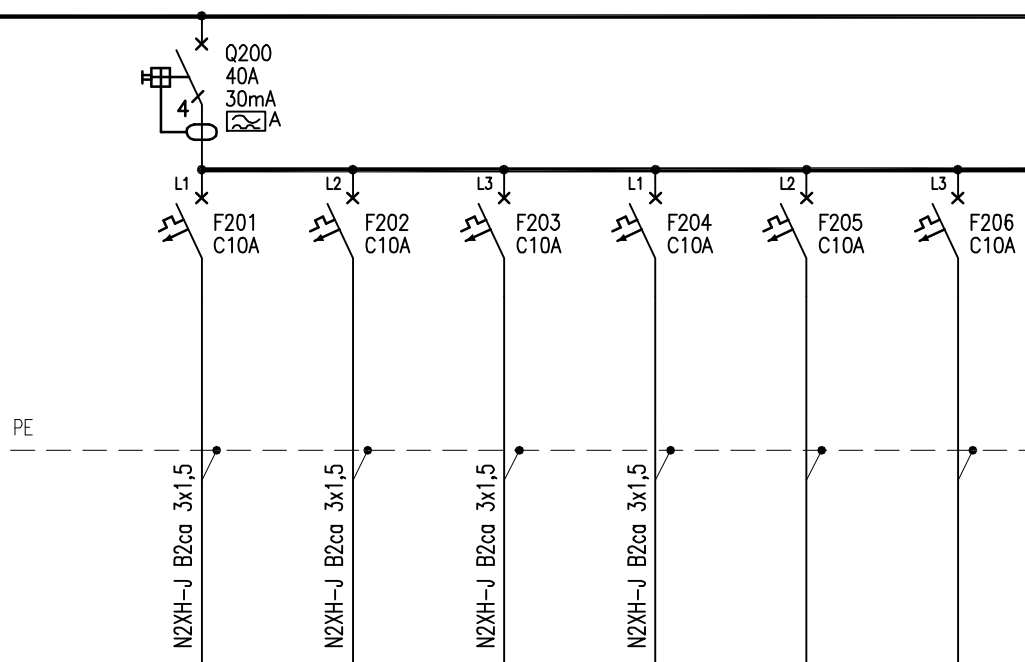 Q200
40A
30mA
A
4
L1
L2
L3
L1
L2
L3
F201
C10A
F202
C10A
F203
C10A
F204
C10A
F205
C10A
F206
C10A
PE
N2XH-J B2ca 3x1,5
N2XH-J B2ca 3x1,5
N2XH-J B2ca 3x1,5
N2XH-J B2ca 3x1,5